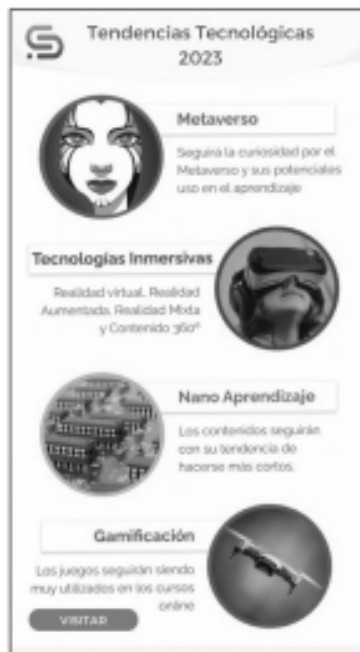 Tendencias Tecnológicas
2023
Metaverso
Seguirá la curiosidad por el
Metaverso y sus potenciales
uso en el aprendizaje
Tecnologías Inmersivas
Realidad virtual, Realidad
Aumentada, Realidad Mixta
y Contenido 360º
Nano Aprendizaje
Los contenidos seguirán
con su tendencia de
hacerse más cortos.
Gamificación
Los juegos seguirán siendo
muy utilizados en los cursos
online
VISITAR